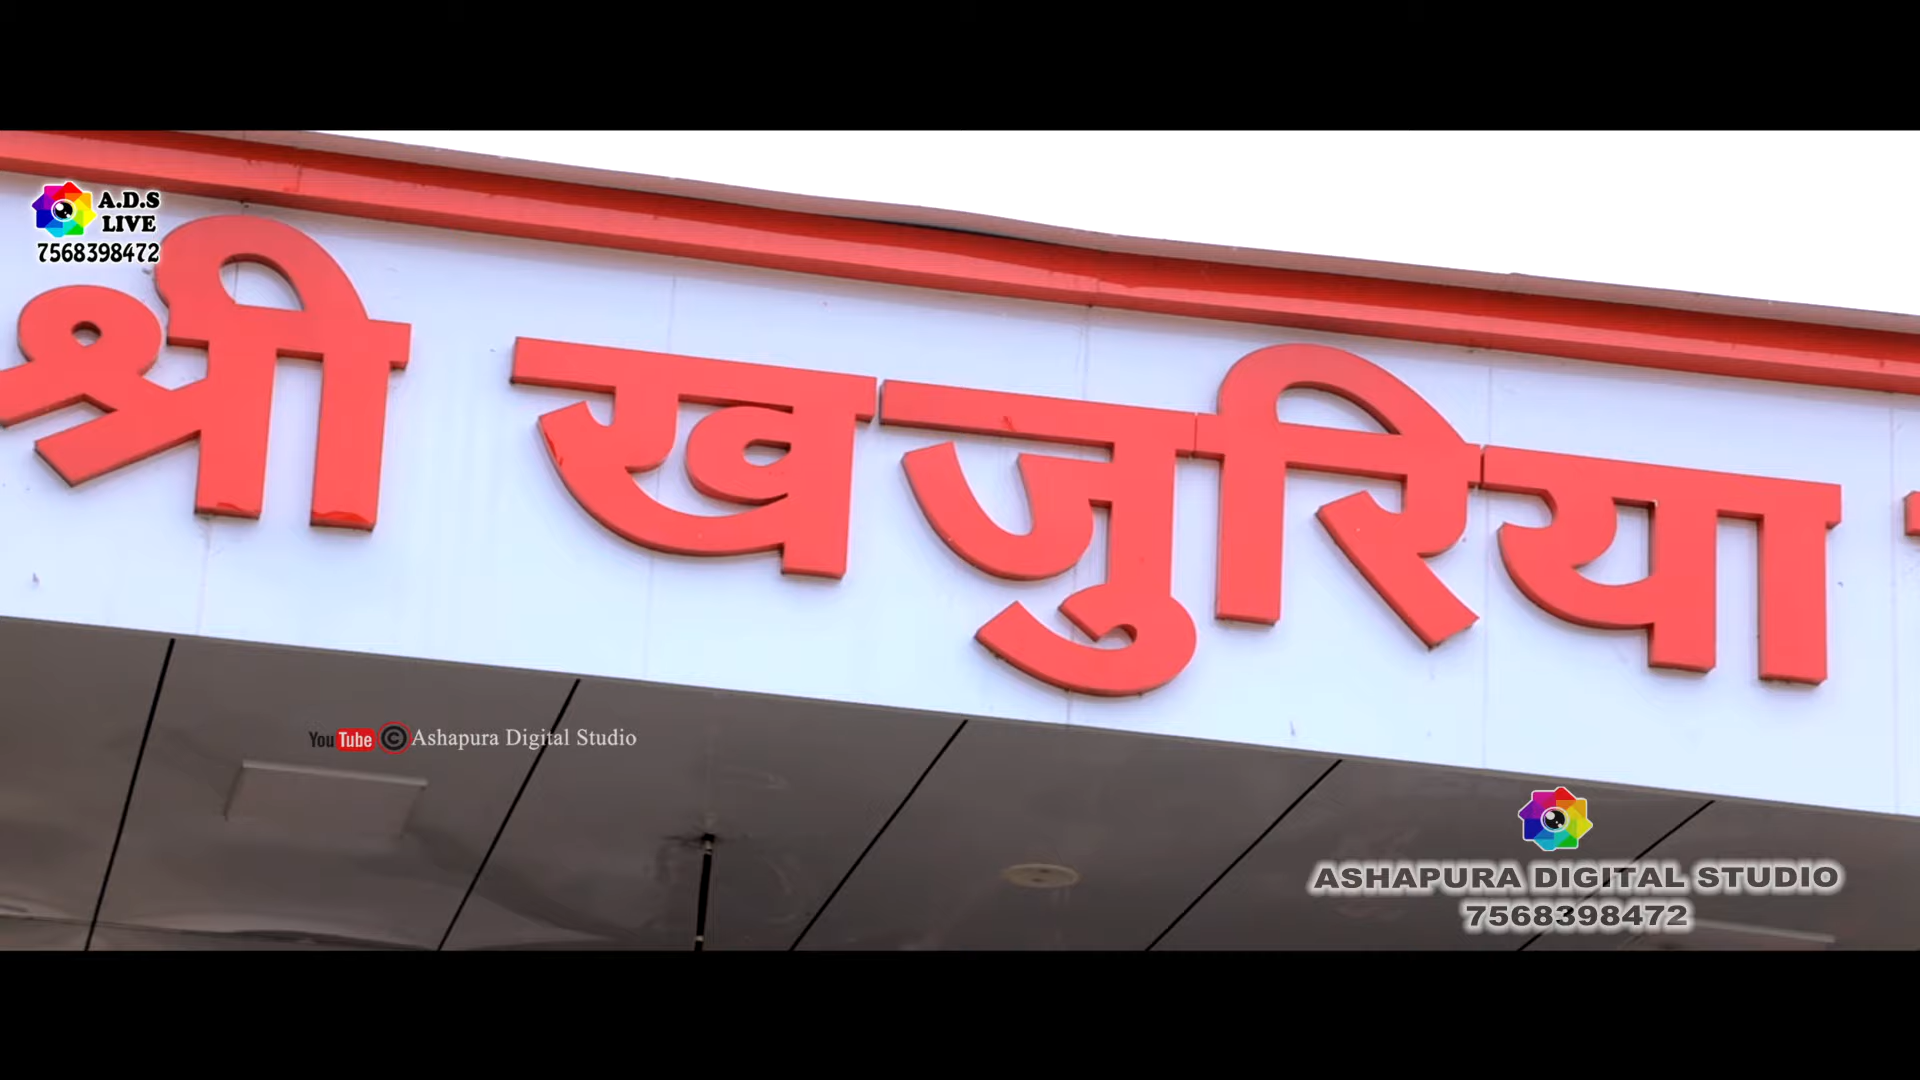 A.D.S
LIVE
7568398472
श्री खजुरिया
YouTube © Ashapura Digital Studio
ASHAPURA DIGITAL STUDIO
7568398472